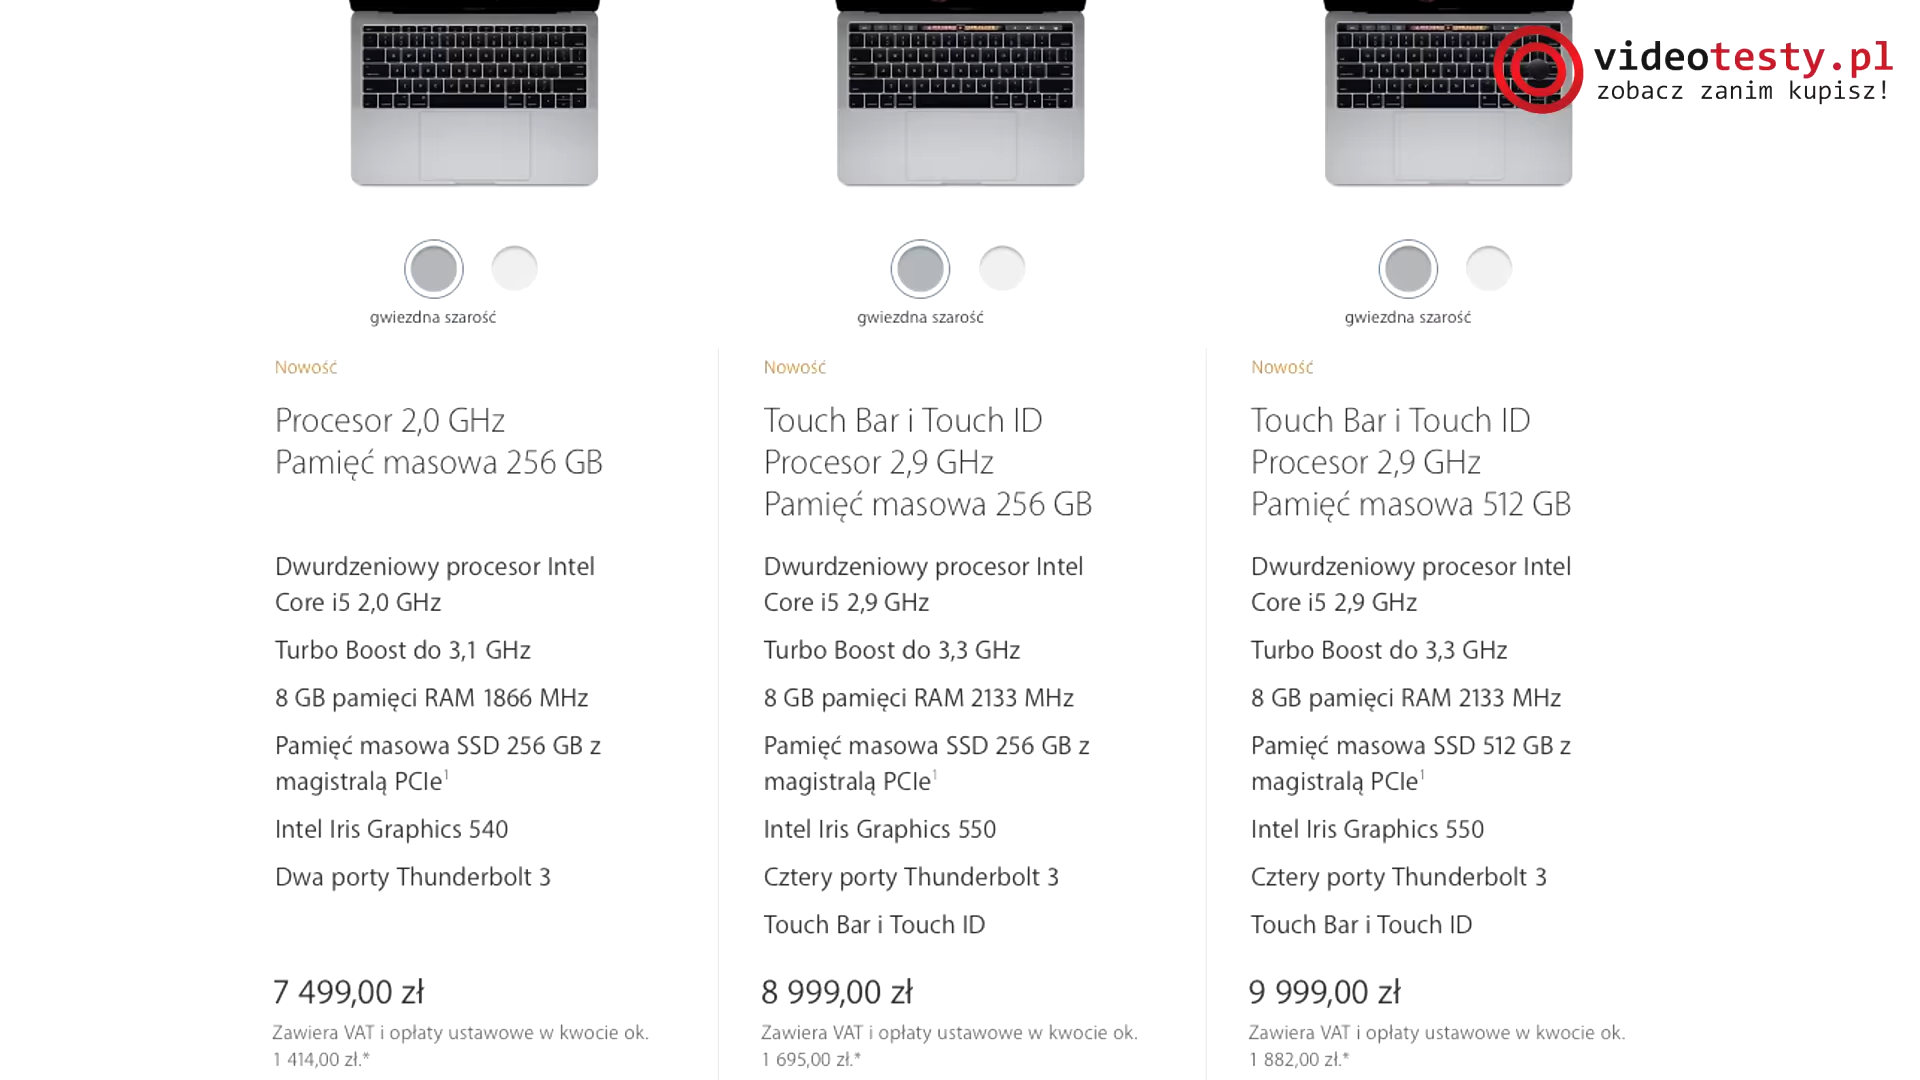 videotesty.pl
zobacz zanim kupisz!
gwiezdna szarość
Nowość
Procesor 2,0 GHz
Pamięć masowa 256 GB
Dwurdzeniowy procesor Intel
Core i5 2,0 GHz
Turbo Boost do 3,1 GHz
8 GB pamięci RAM 1866 MHz
Pamięć masowa SSD 256 GB z
magistralą PCIe¹
Intel Iris Graphics 540
Dwa porty Thunderbolt 3
7 499,00 zł
Zawiera VAT i opłaty ustawowe w kwocie ok.
1 414,00 zł.*
gwiezdna szarość
Nowość
Touch Bar i Touch ID
Procesor 2,9 GHz
Pamięć masowa 256 GB
Dwurdzeniowy procesor Intel
Core i5 2,9 GHz
Turbo Boost do 3,3 GHz
8 GB pamięci RAM 2133 MHz
Pamięć masowa SSD 256 GB z
magistralą PCIe¹
Intel Iris Graphics 550
Cztery porty Thunderbolt 3
Touch Bar i Touch ID
8 999,00 zł
Zawiera VAT i opłaty ustawowe w kwocie ok.
1 695,00 zł.*
gwiezdna szarość
Nowość
Touch Bar i Touch ID
Procesor 2,9 GHz
Pamięć masowa 512 GB
Dwurdzeniowy procesor Intel
Core i5 2,9 GHz
Turbo Boost do 3,3 GHz
8 GB pamięci RAM 2133 MHz
Pamięć masowa SSD 512 GB z
magistralą PCIe¹
Intel Iris Graphics 550
Cztery porty Thunderbolt 3
Touch Bar i Touch ID
9 999,00 zł
Zawiera VAT i opłaty ustawowe w kwocie ok.
1 882,00 zł.*